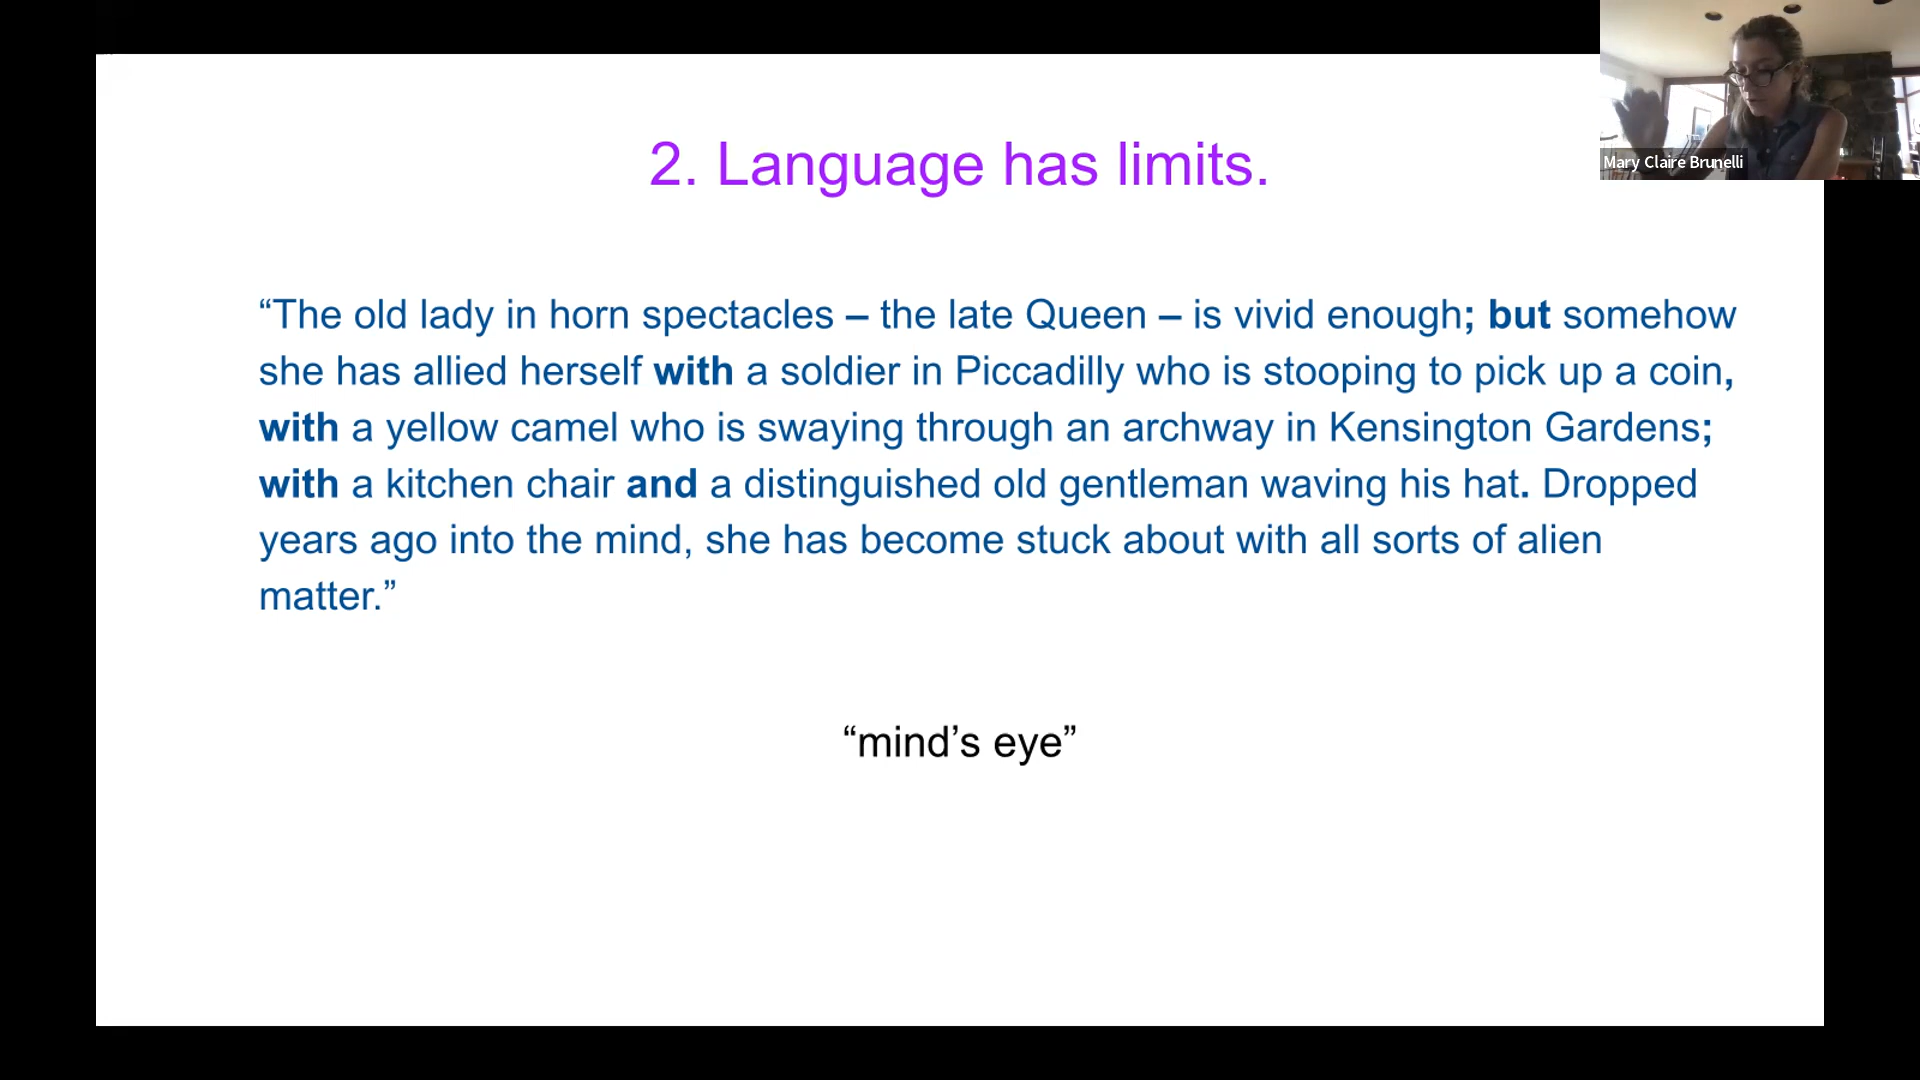 2. Language has limits.
Mary Claire Brunelli
“The old lady in horn spectacles – the late Queen – is vivid enough; but somehow
she has allied herself with a soldier in Piccadilly who is stooping to pick up a coin,
with a yellow camel who is swaying through an archway in Kensington Gardens;
with a kitchen chair and a distinguished old gentleman waving his hat. Dropped
years ago into the mind, she has become stuck about with all sorts of alien
matter.”
“mind’s eye”